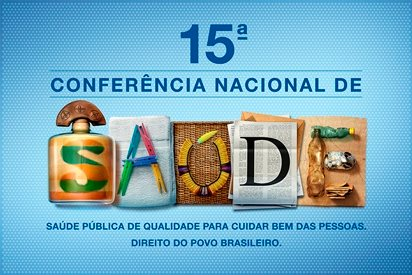 15ª
CONFERÊNCIA NACIONAL DE
SAÚDE
SAÚDE PÚBLICA DE QUALIDADE PARA CUIDAR BEM DAS PESSOAS.
DIREITO DO POVO BRASILEIRO.